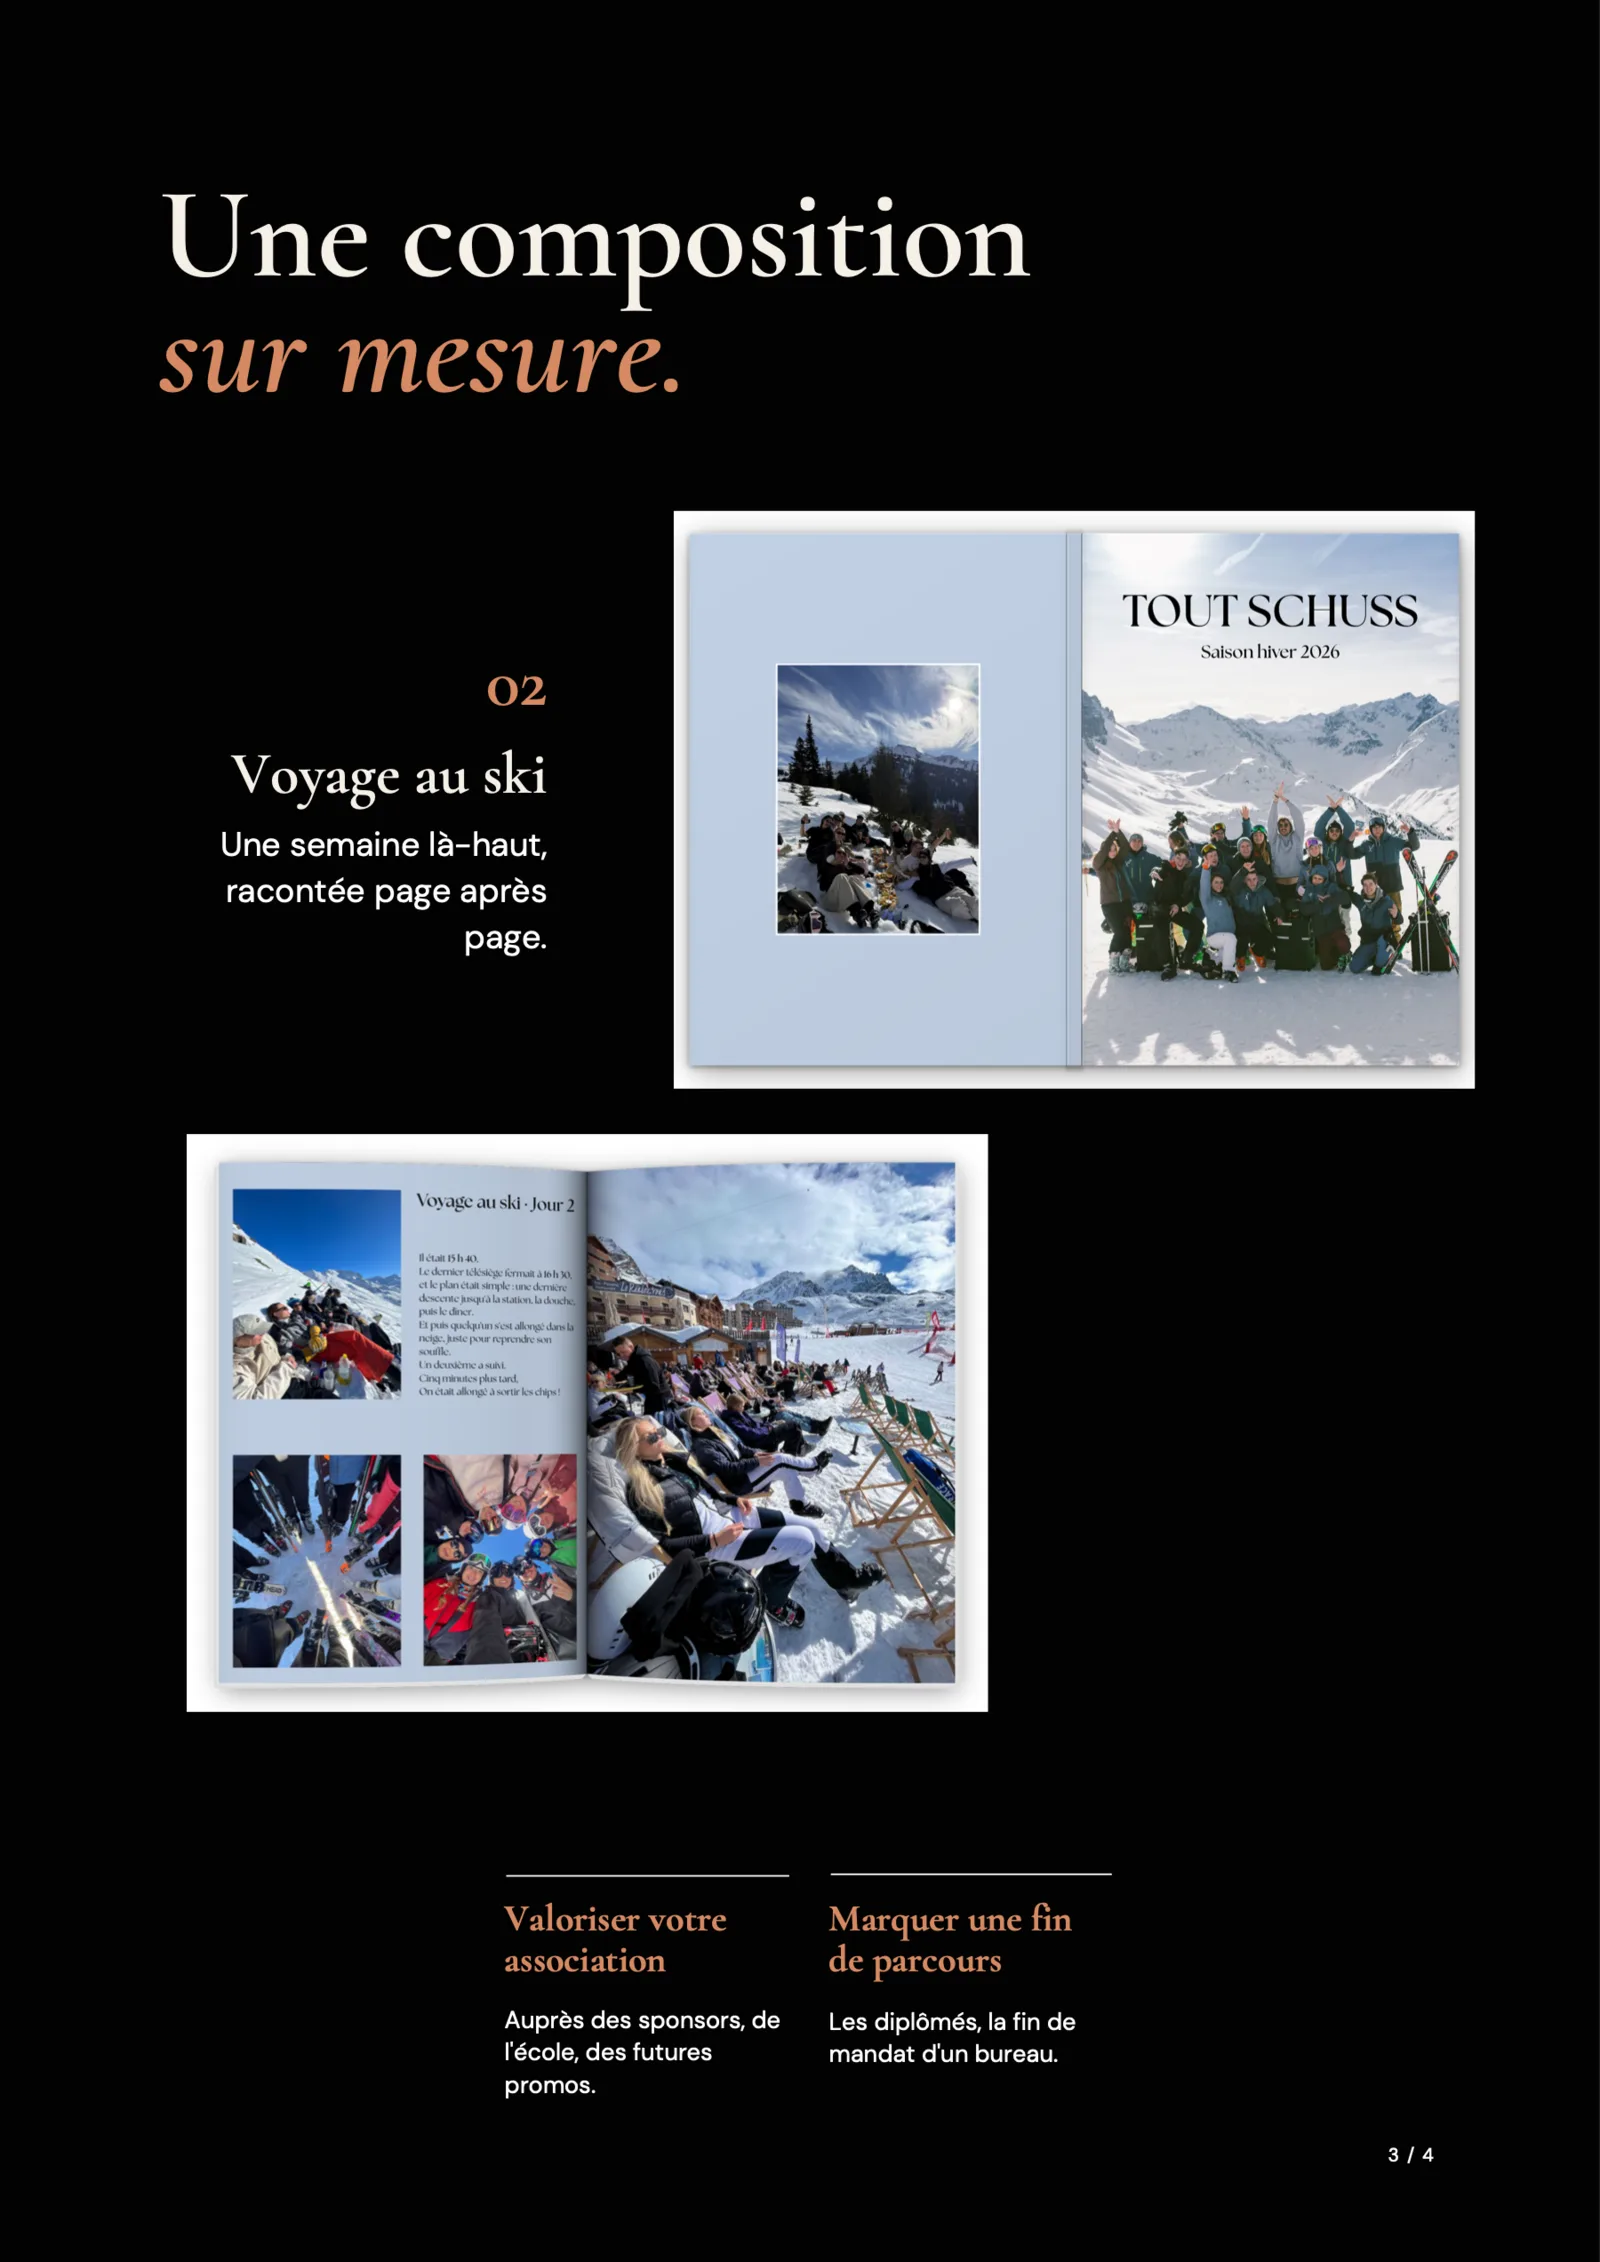 Une composition
sur mesure.
TOUT SCHUSS
Saison hiver 2026
02
Voyage au ski
Une semaine là-haut,
racontée page après
page.
Voyage au ski · Jour 2
Il était 15 h 40,
Le dernier télésiège fermait à 16 h 30,
et le plan était simple : une dernière
descente jusqu'à la station, la douche,
puis le dîner.
Et puis quelqu'un s'est allongé dans la
neige, juste pour reprendre son
souffle.
Un deuxième a suivi.
Cinq minutes plus tard,
On était allongé à sortir les chips !
Valoriser votre
association
Auprès des sponsors, de
l'école, des futures
promos.
Marquer une fin
de parcours
Les diplômés, la fin de
mandat d'un bureau.
3 / 4